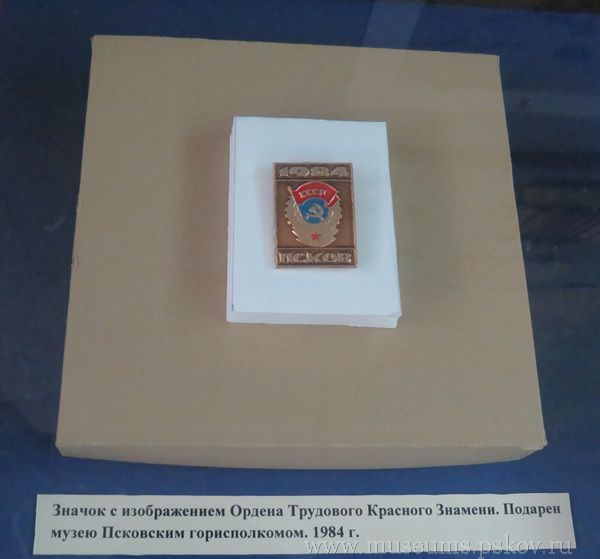 1984
СССР
ПСКОВ
Значок с изображением Ордена Трудового Красного Знамени. Подарен
музею Псковским горисполкомом. 1984 г.
www.museums.pskov.ru